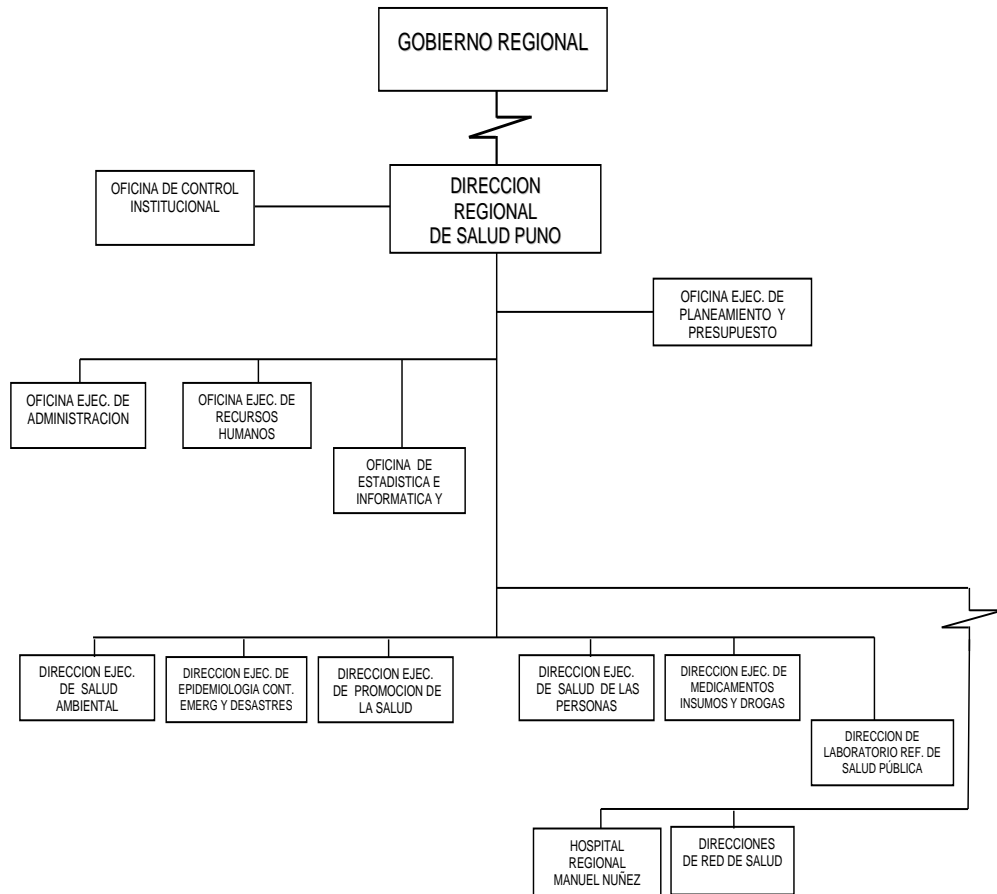 GOBIERNO REGIONAL
DIRECCION
REGIONAL
DE SALUD PUNO
OFICINA DE CONTROL
INSTITUCIONAL
OFICINA EJEC. DE
PLANEAMIENTO Y
PRESUPUESTO
OFICINA EJEC. DE
ADMINISTRACION
OFICINA EJEC. DE
RECURSOS
HUMANOS
OFICINA DE
ESTADISTICA E
INFORMATICA Y
DIRECCION EJEC.
DE SALUD
AMBIENTAL
DIRECCION EJEC. DE
EPIDEMIOLOGIA CONT.
EMERG Y DESASTRES
DIRECCION EJEC.
DE PROMOCION DE
LA SALUD
DIRECCION EJEC.
DE SALUD DE LAS
PERSONAS
DIRECCION EJEC. DE
MEDICAMENTOS
INSUMOS Y DROGAS
DIRECCION DE
LABORATORIO REF. DE
SALUD PÚBLICA
HOSPITAL
REGIONAL
MANUEL NUÑEZ
DIRECCIONES
DE RED DE SALUD